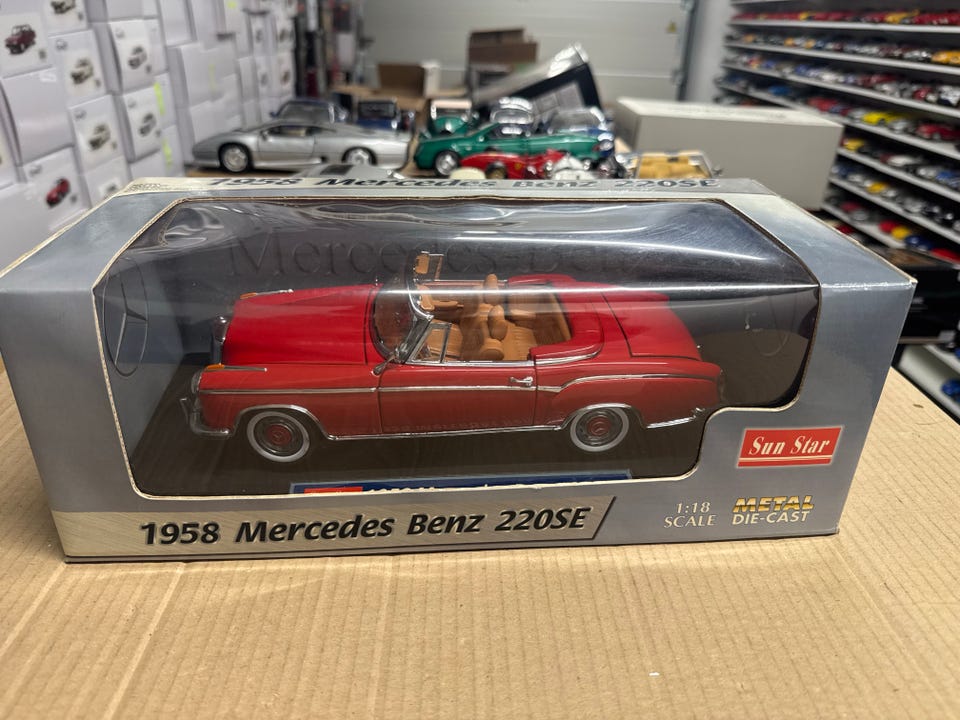 1958 Mercedes Benz 220SE
Mercedes-Benz
Sun Star
1:18
SCALE
METAL
DIE-CAST
1958 Mercedes Benz 220SE